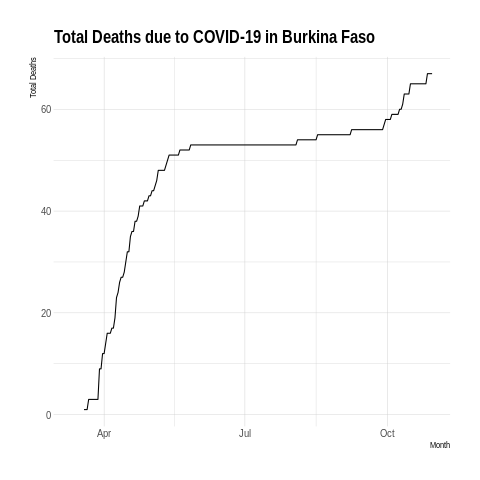 Total Deaths due to COVID-19 in Burkina Faso
Total Deaths
60
40
20
0
Apr Jul Oct
Month